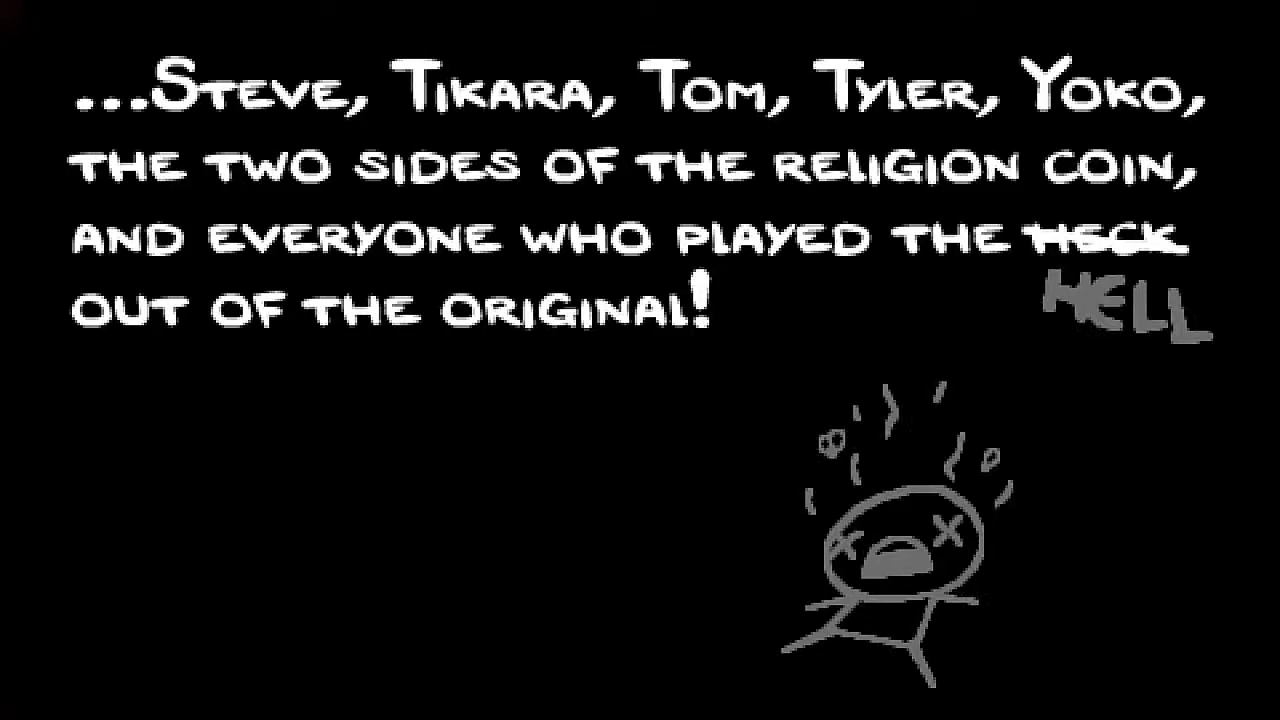 ...Steve, Tikara, Tom, Tyler, Yoko,
the two sides of the religion coin,
and everyone who played the heck
HELL
out of the original!